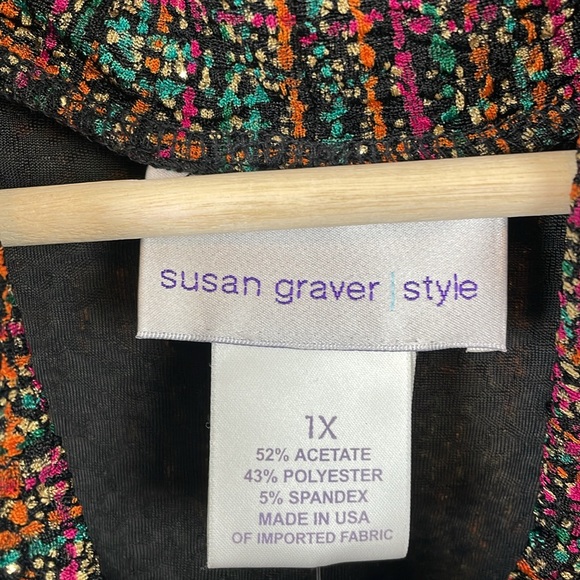 susan graver | style
1X
52% ACETATE
43% POLYESTER
5% SPANDEX
MADE IN USA
OF IMPORTED FABRIC